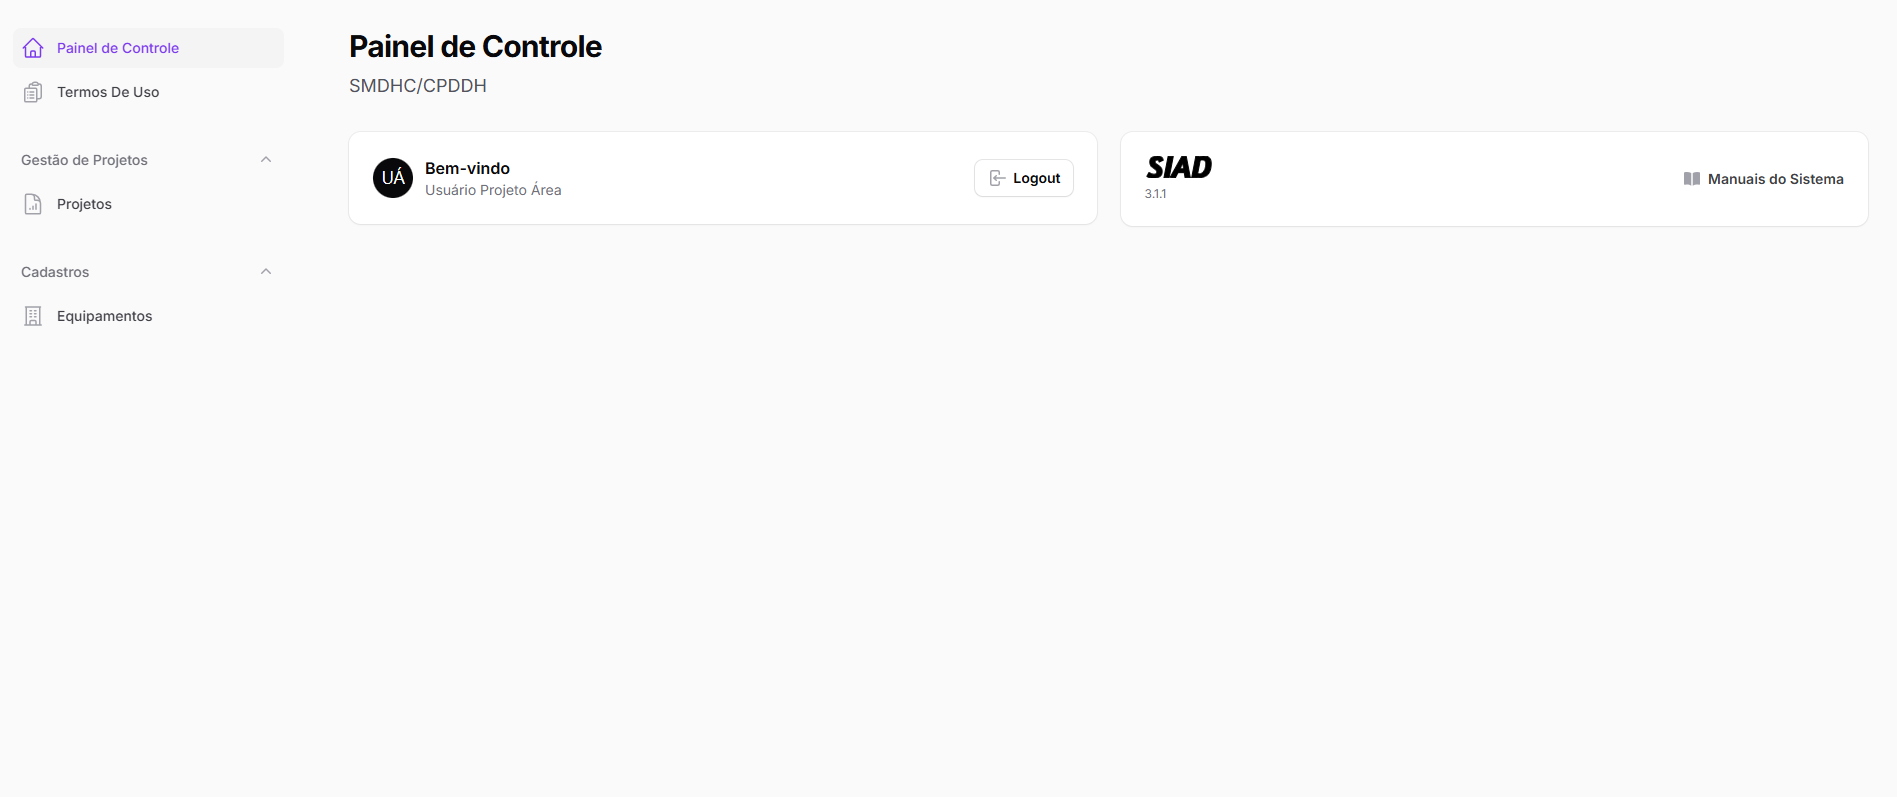 Painel de Controle
Termos De Uso
Gestão de Projetos
Projetos
Cadastros
Equipamentos
Painel de Controle
SMDHC/CPDDH
UÁ
Bem-vindo
Usuário Projeto Área
Logout
SIAD
3.1.1
Manuais do Sistema